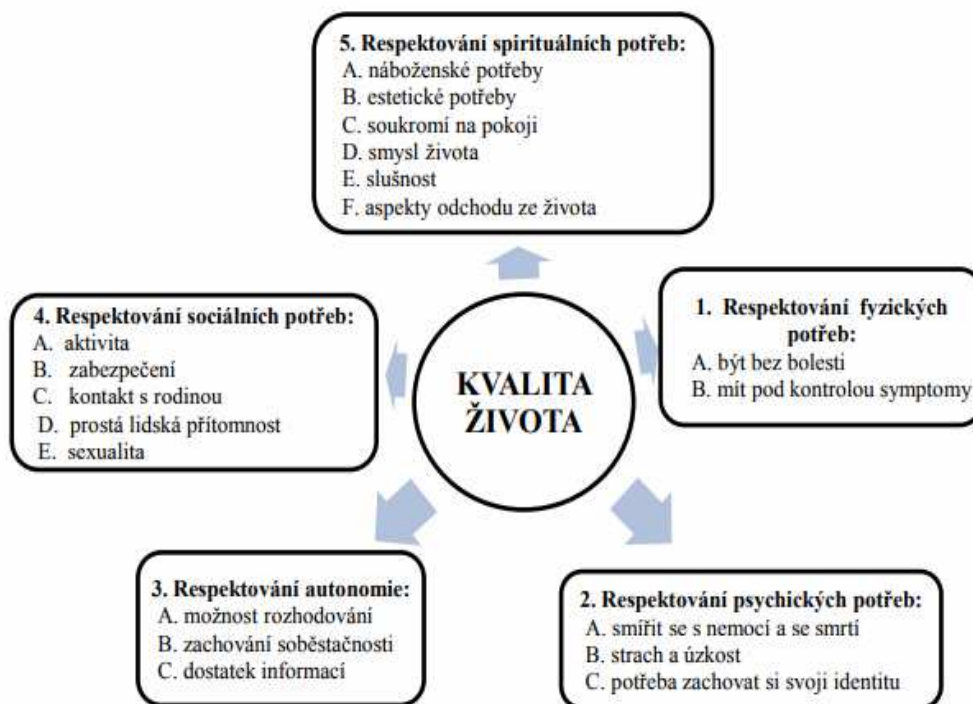 5. Respektování spirituálních potřeb:
A. náboženské potřeby
B. estetické potřeby
C. soukromí na pokoji
D. smysl života
E. slušnost
F. aspekty odchodu ze života
4. Respektování sociálních potřeb:
A. aktivita
B. zabezpečení
C. kontakt s rodinou
D. prostá lidská přítomnost
E. sexualita
KVALITA
ŽIVOTA
1. Respektování fyzických
potřeb:
A. být bez bolesti
B. mít pod kontrolou symptomy
3. Respektování autonomie:
A. možnost rozhodování
B. zachování soběstačnosti
C. dostatek informací
2. Respektování psychických potřeb:
A. smířit se s nemocí a se smrtí
B. strach a úzkost
C. potřeba zachovat si svoji identitu